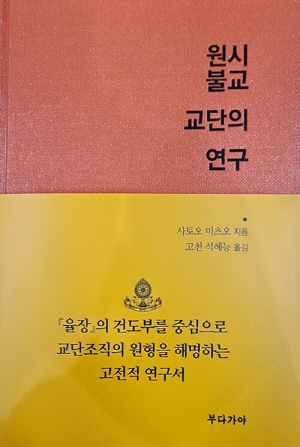 원시
불교
교단의
연구
사토오 미츠오 지음
고천 석혜능 옮김
『율장』의 건도부를 중심으로
교단조직의 원형을 해명하는
고전적 연구서
부다가야